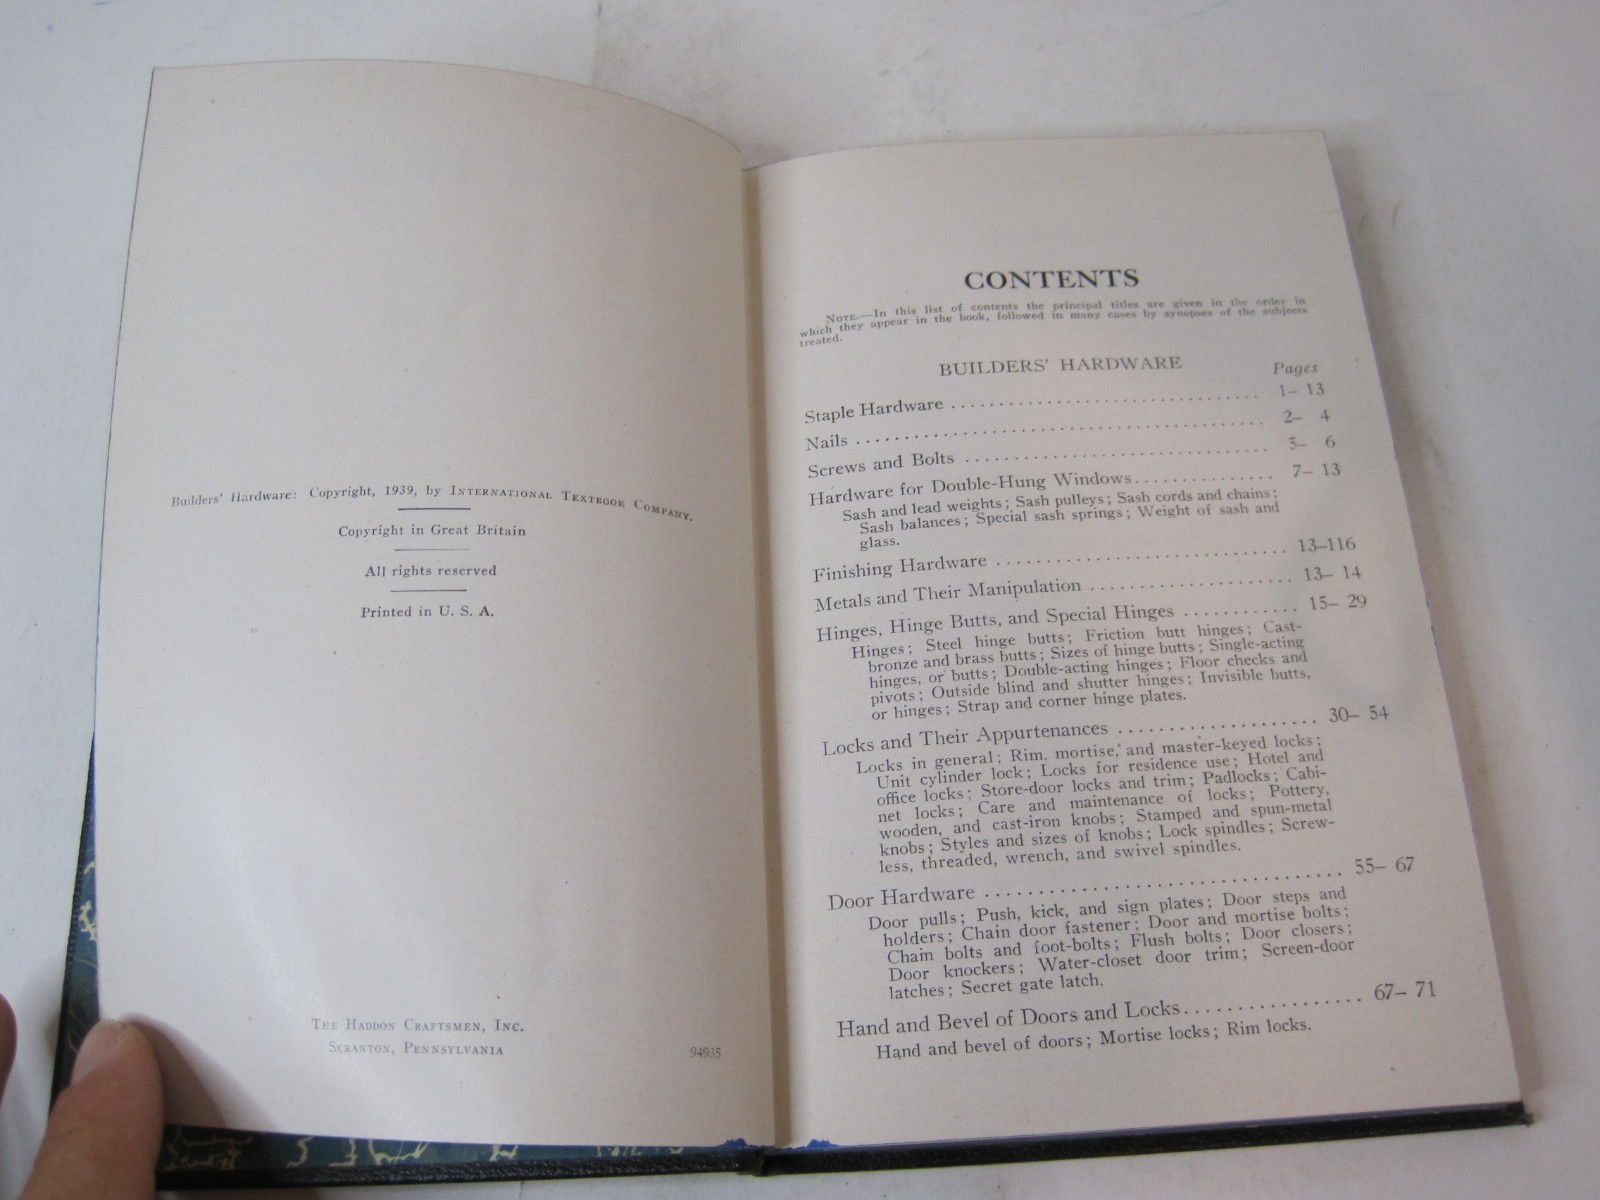 Builders' Hardware: Copyright, 1939, by International Textbook Company.
Copyright in Great Britain
All rights reserved
Printed in U. S. A.
The Haddon Craftsmen, Inc.
Scranton, Pennsylvania
94935
CONTENTS
Note.—In this list of contents the principal titles are given in the order in
which they appear in the book, followed in many cases by synopses of the subjects
treated.
BUILDERS' HARDWARE
Pages
Staple Hardware ................................ 1– 13
Nails .......................................... 2– 4
Screws and Bolts ............................... 5– 6
Hardware for Double-Hung Windows............... 7– 13
Sash and lead weights; Sash pulleys; Sash cords and chains;
Sash balances; Special sash springs; Weight of sash and
glass.
Finishing Hardware ............................. 13–116
Metals and Their Manipulation ..................... 13– 14
Hinges, Hinge Butts, and Special Hinges ............ 15– 29
Hinges; Steel hinge butts; Friction butt hinges; Cast-
bronze and brass butts; Sizes of hinge butts; Single-acting
hinges, or butts; Double-acting hinges; Floor checks and
pivots; Outside blind and shutter hinges; Invisible butts,
or hinges; Strap and corner hinge plates.
Locks and Their Appurtenances .................... 30– 54
Locks in general; Rim, mortise, and master-keyed locks;
Unit cylinder lock; Locks for residence use; Hotel and
office locks; Store-door locks and trim; Padlocks; Cabi-
net locks; Care and maintenance of locks; Pottery,
wooden, and cast-iron knobs; Stamped and spun-metal
knobs; Styles and sizes of knobs; Lock spindles; Screw-
less, threaded, wrench, and swivel spindles.
Door Hardware .................................. 55– 67
Door pulls; Push, kick, and sign plates; Door steps and
holders; Chain door fastener; Door and mortise bolts;
Chain bolts and foot-bolts; Flush bolts; Door closers;
Door knockers; Water-closet door trim; Screen-door
latches; Secret gate latch.
Hand and Bevel of Doors and Locks................. 67– 71
Hand and bevel of doors; Mortise locks; Rim locks.